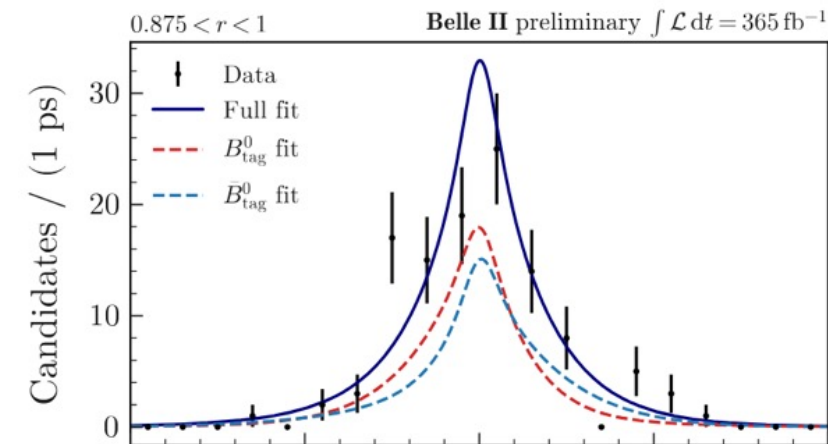 0.875 < r < 1
Belle II preliminary ∫ ℒ dt = 365 fb⁻¹
Data
Full fit
B⁰tag fit
B̄⁰tag fit
Candidates / (1 ps)
30
20
10
0